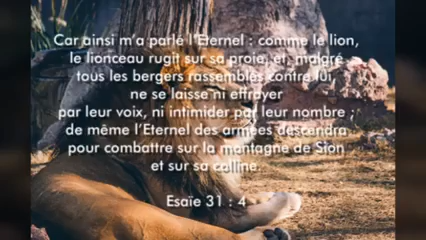 Car ainsi m'a parlé l'Eternel : comme le lion,
le lionceau rugit sur sa proie, et, malgré
tous les bergers rassemblés contre lui,
ne se laisse ni effrayer
par leur voix, ni intimider par leur nombre ;
de même l'Eternel des armées descendra
pour combattre sur la montagne de Sion
et sur sa colline.
Esaïe 31 : 4